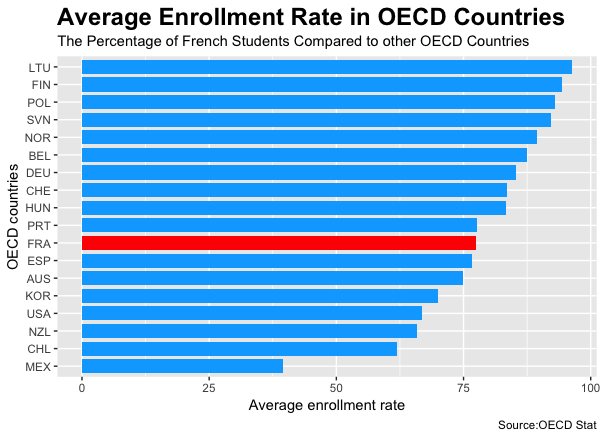 Average Enrollment Rate in OECD Countries
The Percentage of French Students Compared to other OECD Countries
OECD countries
LTU
FIN
POL
SVN
NOR
BEL
DEU
CHE
HUN
PRT
FRA
ESP
AUS
KOR
USA
NZL
CHL
MEX
0 25 50 75 100
Average enrollment rate
Source:OECD Stat